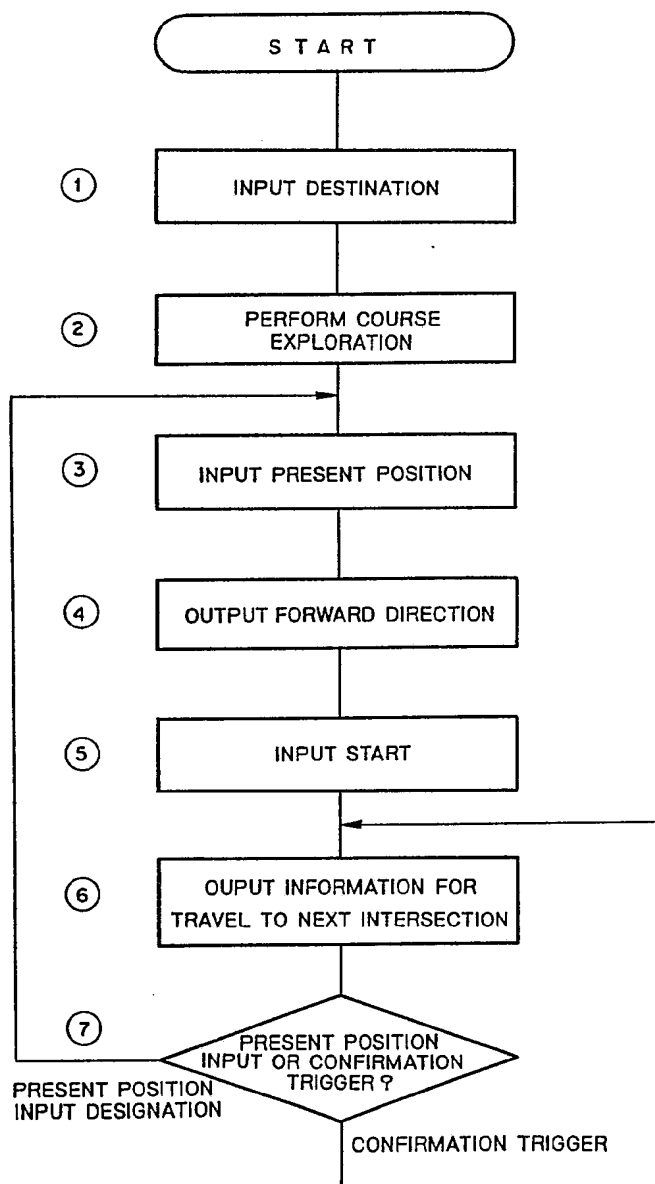 START
1
INPUT DESTINATION
2
PERFORM COURSE
EXPLORATION
3
INPUT PRESENT POSITION
4
OUTPUT FORWARD DIRECTION
5
INPUT START
6
OUPUT INFORMATION FOR
TRAVEL TO NEXT INTERSECTION
7
PRESENT POSITION
INPUT OR CONFIRMATION
TRIGGER?
PRESENT POSITION
INPUT DESIGNATION
CONFIRMATION TRIGGER